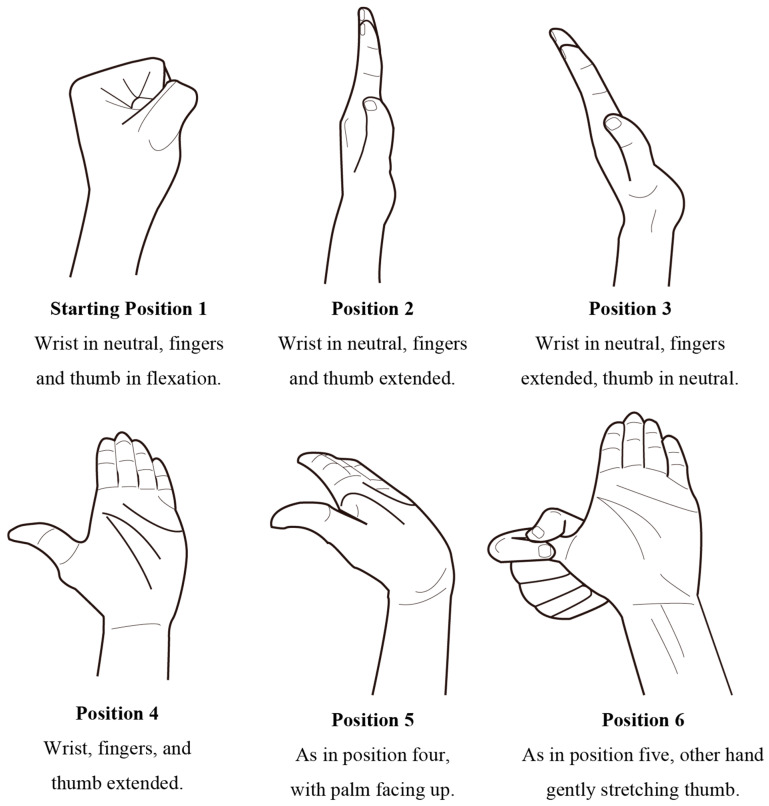 Starting Position 1
Wrist in neutral, fingers
and thumb in flexation.
Position 2
Wrist in neutral, fingers
and thumb extended.
Position 3
Wrist in neutral, fingers
extended, thumb in neutral.
Position 4
Wrist, fingers, and
thumb extended.
Position 5
As in position four,
with palm facing up.
Position 6
As in position five, other hand
gently stretching thumb.